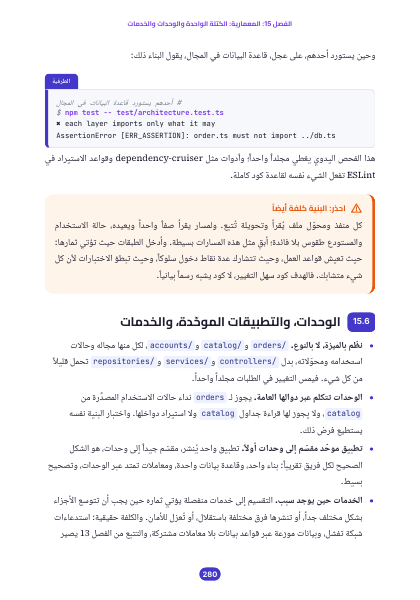 الفصل 15: المعمارية: الكتلة الواحدة والوحدات والخدمات
وحين يستورد أحدهم، على عجل، قاعدة البيانات في المجال، يقول البناء ذلك:
الطرفية
# أحدهم يستورد قاعدة البيانات في المجال
$ npm test -- test/architecture.test.ts
✖ each layer imports only what it may
AssertionError [ERR_ASSERTION]: order.ts must not import ../db.ts
هذا الفحص اليدوي يغطي مجلداً واحداً؛ وأدوات مثل dependency-cruiser وقواعد الاستيراد في
ESLint تفعل الشيء نفسه لقاعدة كود كاملة.
احذر: البنية كلفة أيضاً
كل منفذ ومحوّل ملف يُقرأ وتحويلة تُتبع. ولمسار يقرأ صفاً واحداً ويعيده، حالة الاستخدام
والمستودع طقوس بلا فائدة؛ أبقِ مثل هذه المسارات بسيطة. وأدخل الطبقات حيث تؤتي ثمارها:
حيث تعيش قواعد العمل، وحيث تتشارك عدة نقاط دخول سلوكاً، وحيث تبطؤ الاختبارات لأن كل
شيء متشابك. فالهدف كود سهل التغيير، لا كود يشبه رسماً بيانياً.
15.6 الوحدات، والتطبيقات الموحّدة، والخدمات
• نظّم بالميزة، لا بالنوع. orders/ و catalog/ و accounts/ ، لكل منها مجاله وحالات
استخدامه ومحوّلاته، بدل controllers/ و services/ و repositories/ تحمل قليلاً
من كل شيء. فيمس التغيير في الطلبات مجلداً واحداً.
• الوحدات تتكلم عبر دوالها العامة. يجوز لـ orders نداء حالات الاستخدام المصدَّرة من
catalog ، ولا يجوز لها قراءة جداول catalog ولا استيراد دواخلها. واختبار البنية نفسه
يستطيع فرض ذلك.
• تطبيق موحّد مقسّم إلى وحدات أولاً. تطبيق واحد يُنشر، مقسّم جيداً إلى وحدات، هو الشكل
الصحيح لكل فريق تقريباً: بناء واحد، وقاعدة بيانات واحدة، ومعاملات تمتد عبر الوحدات، وتصحيح
بسيط.
• الخدمات حين يوجد سبب. التقسيم إلى خدمات منفصلة يؤتي ثماره حين يجب أن تتوسع الأجزاء
بشكل مختلف جداً، أو تنشرها فرق مختلفة باستقلال، أو تُعزل للأمان. والكلفة حقيقية: استدعاءات
شبكة تفشل، وبيانات موزعة عبر قواعد بيانات بلا معاملات مشتركة، والتتبع من الفصل 13 يصير
280